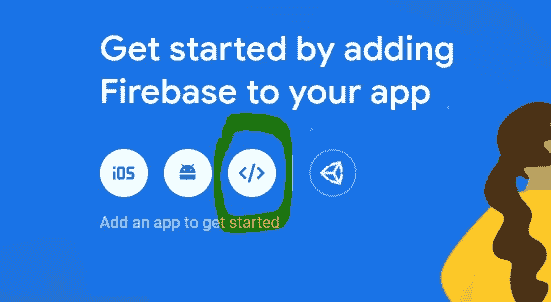 Get started by adding
Firebase to your app
iOS
</>
Add an app to get started